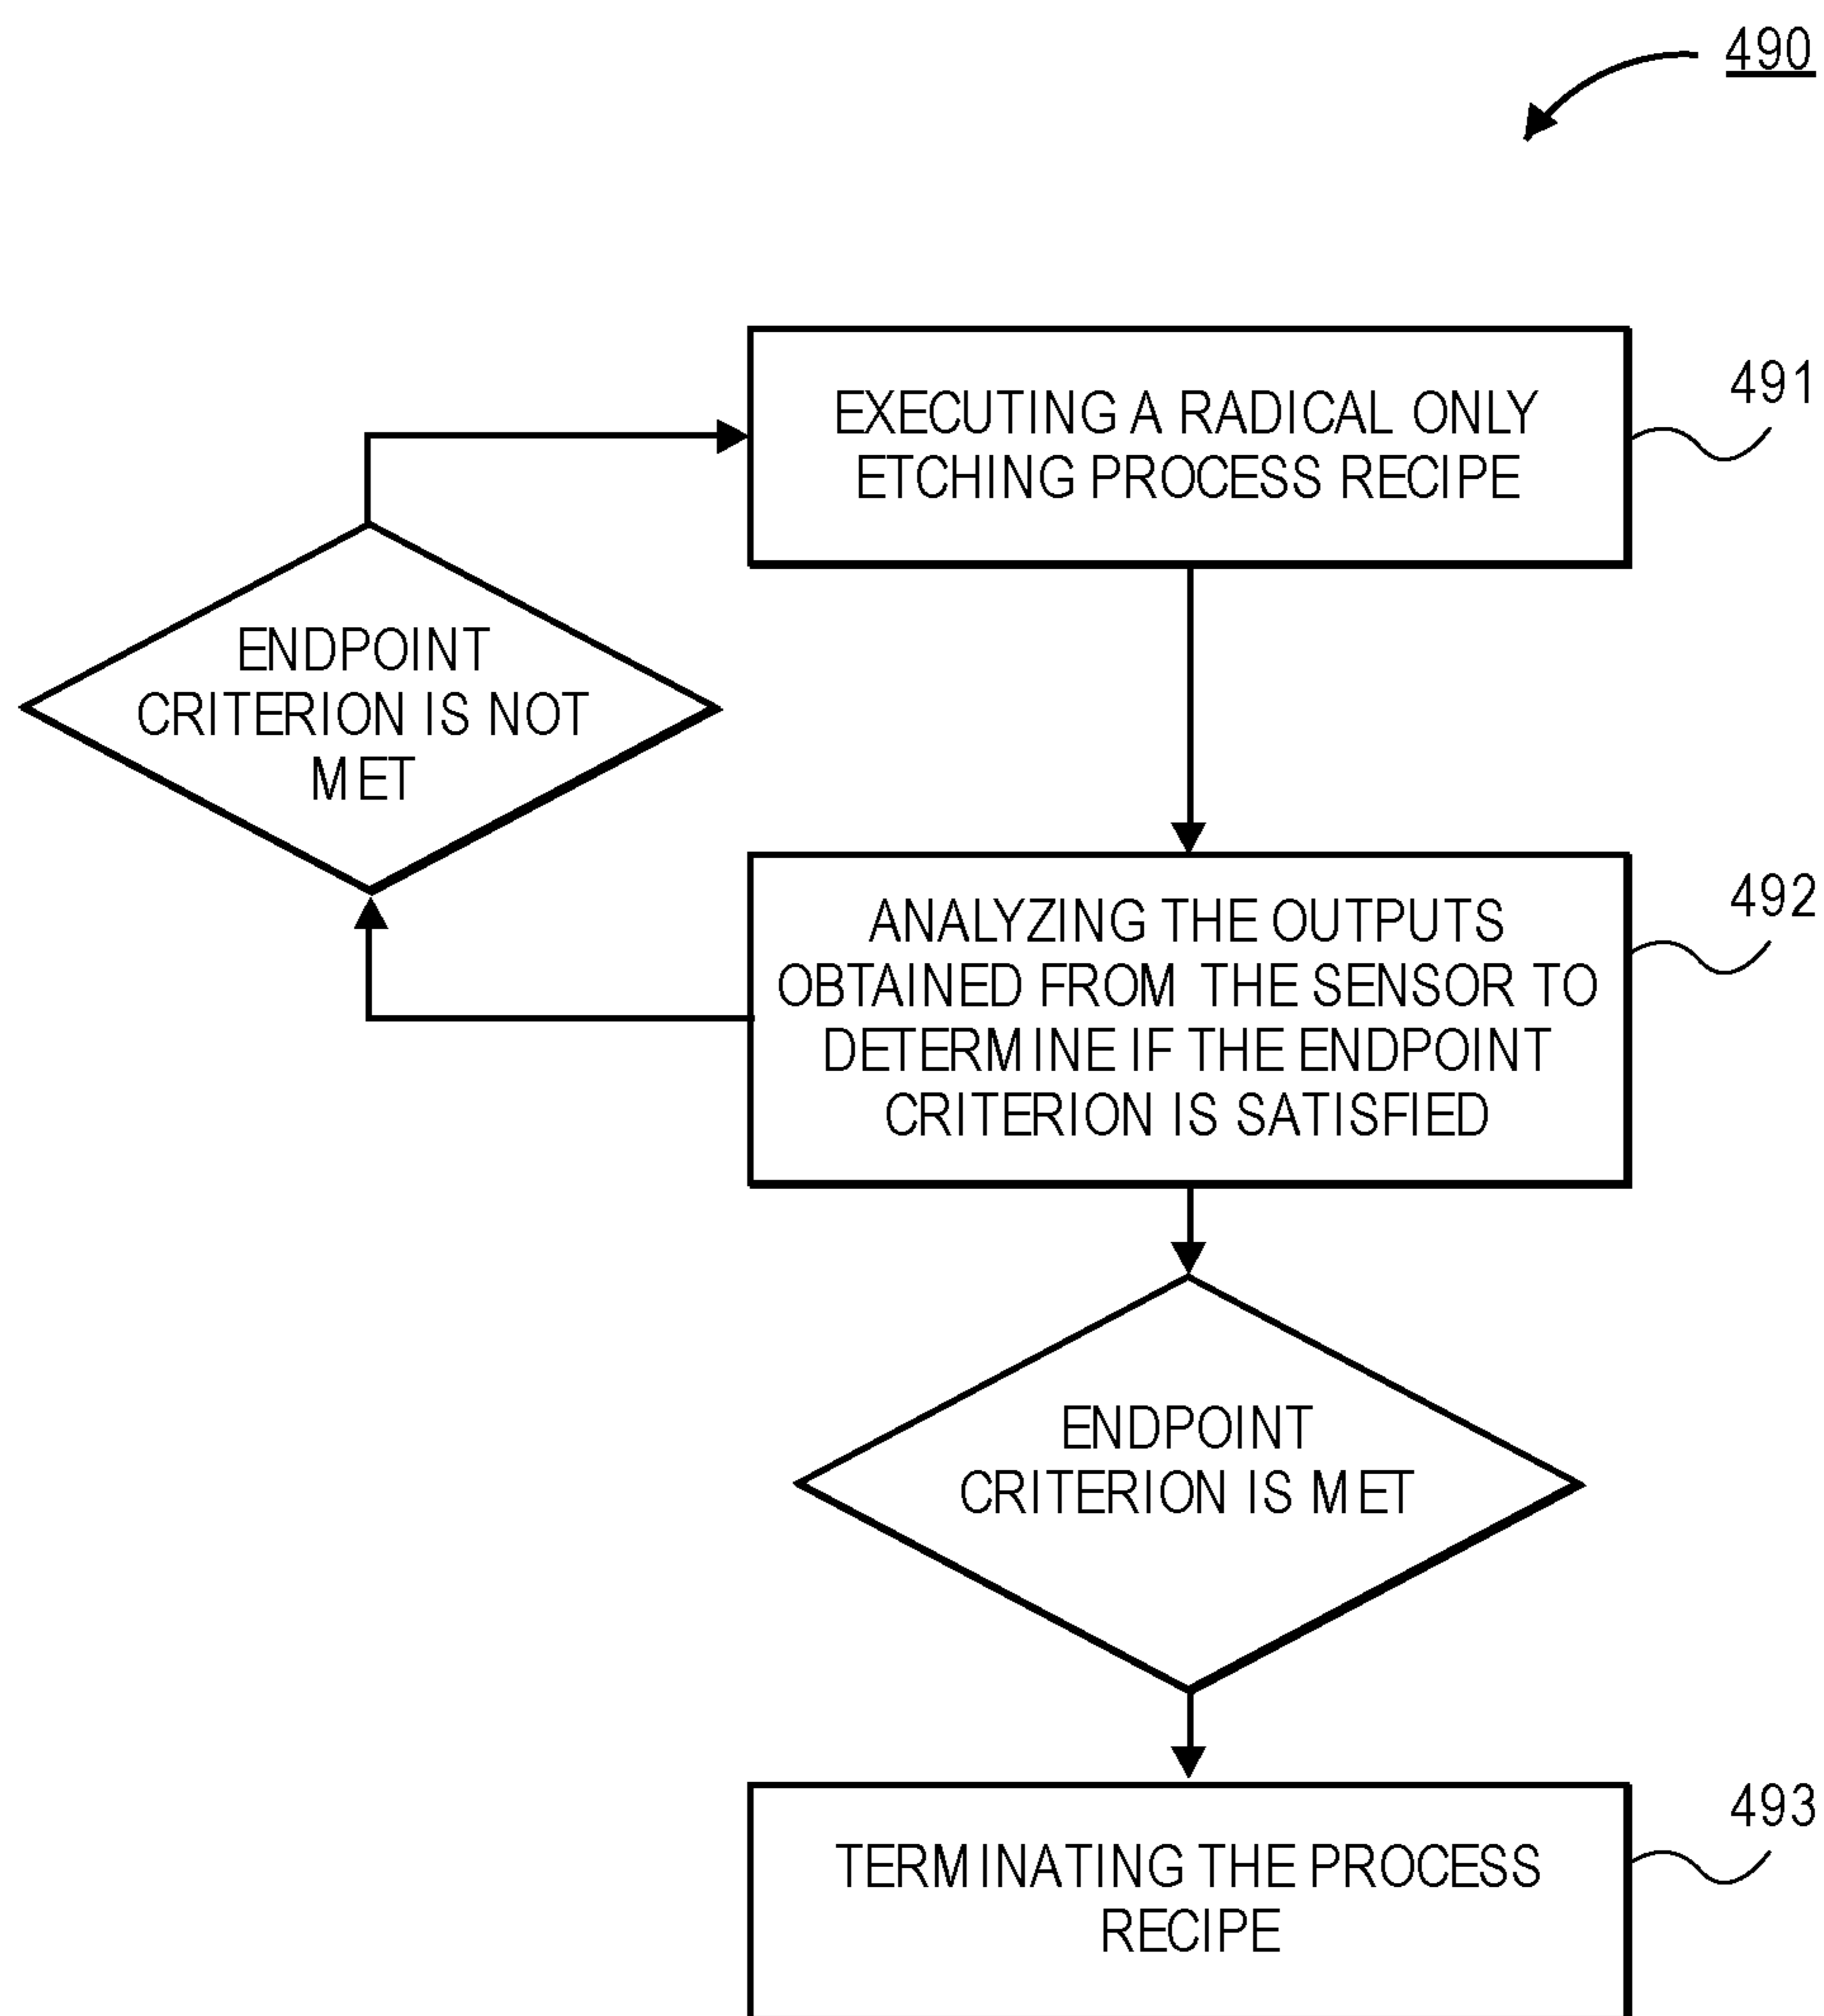 490
EXECUTING A RADICAL ONLY
ETCHING PROCESS RECIPE
491
ENDPOINT
CRITERION IS NOT
MET
ANALYZING THE OUTPUTS
OBTAINED FROM THE SENSOR TO
DETERMINE IF THE ENDPOINT
CRITERION IS SATISFIED
492
ENDPOINT
CRITERION IS MET
TERMINATING THE PROCESS
RECIPE
493